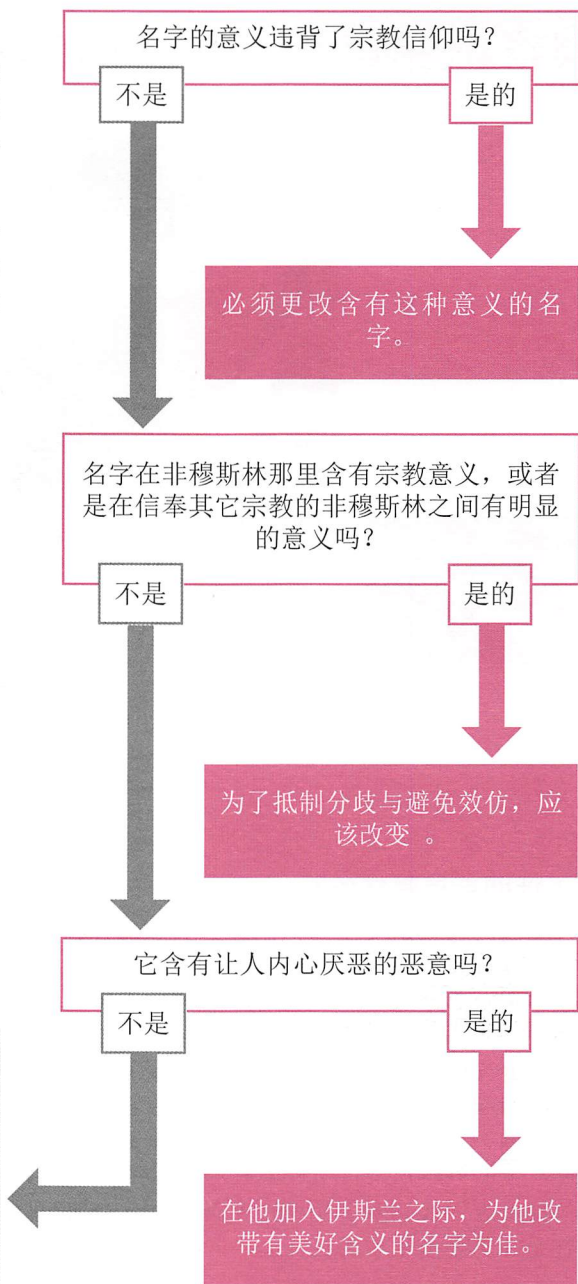 名字的意义违背了宗教信仰吗？
不是
是的
必须更改含有这种意义的名
字。
名字在非穆斯林那里含有宗教意义，或者
是在信奉其它宗教的非穆斯林之间有明显
的意义吗？
不是
是的
为了抵制分歧与避免效仿，应
该改变 。
它含有让人内心厌恶的恶意吗？
不是
是的
在他加入伊斯兰之际，为他改
带有美好含义的名字为佳。